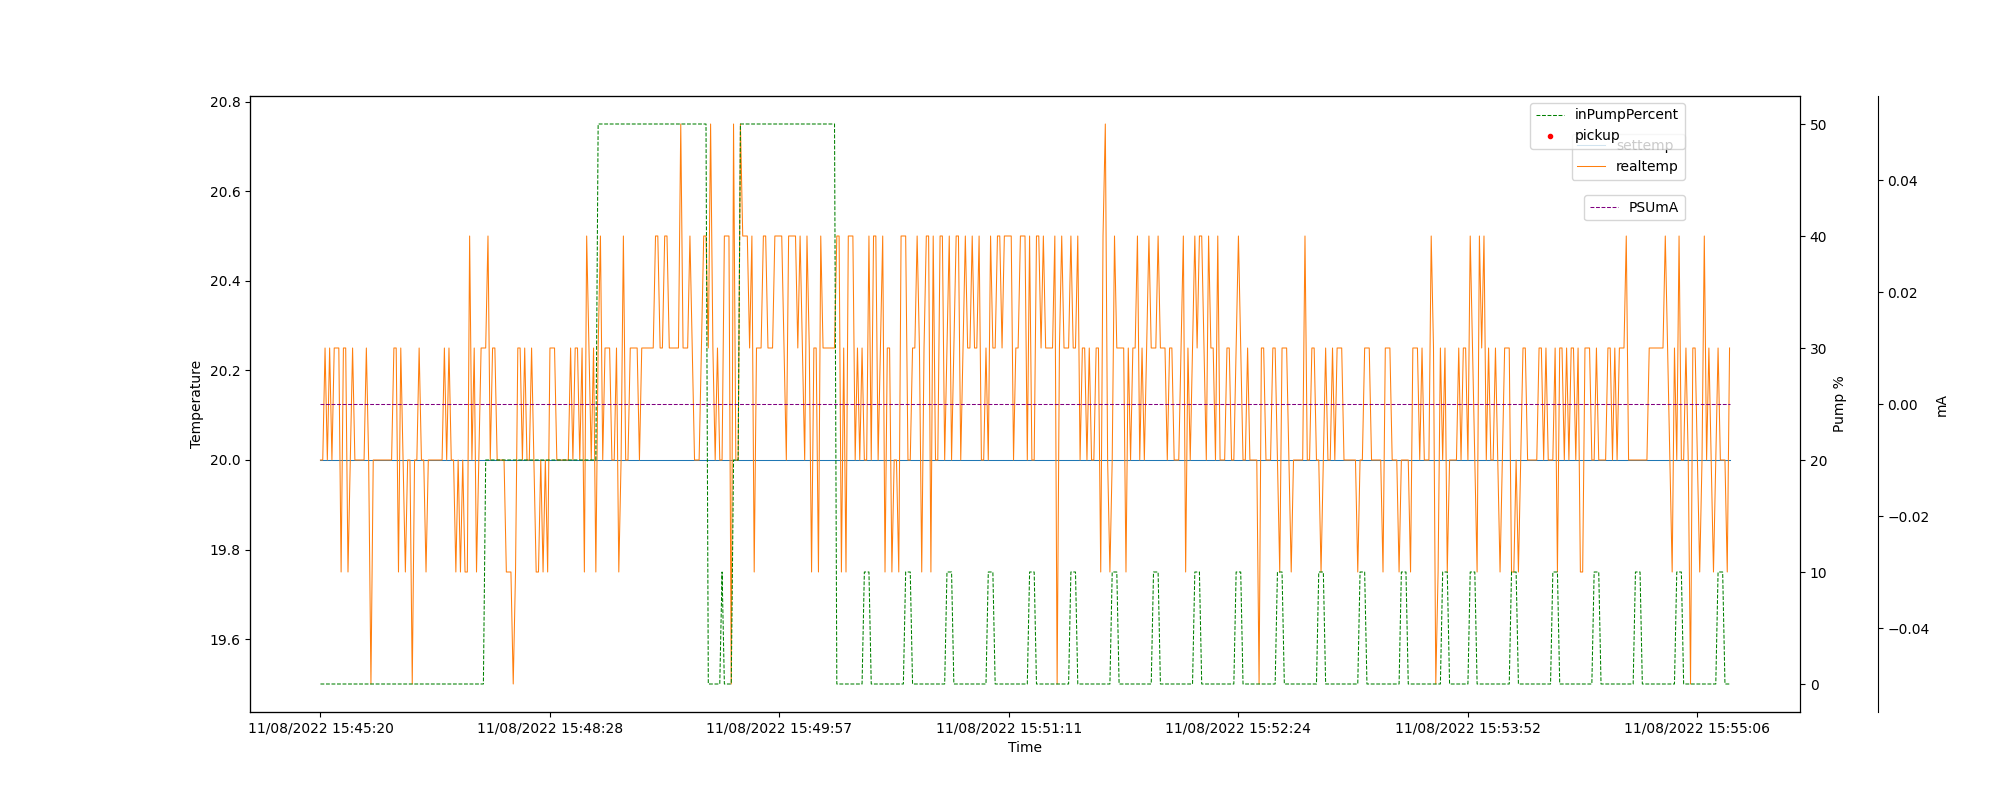 20.8
20.6
20.4
20.2
20.0
19.8
19.6
Temperature
inPumpPercent
pickup
settemp
realtemp
PSUmA
50
40
30
20
10
0
Pump %
0.04
0.02
0.00
−0.02
−0.04
mA
11/08/2022 15:45:20
11/08/2022 15:48:28
11/08/2022 15:49:57
11/08/2022 15:51:11
11/08/2022 15:52:24
11/08/2022 15:53:52
11/08/2022 15:55:06
Time